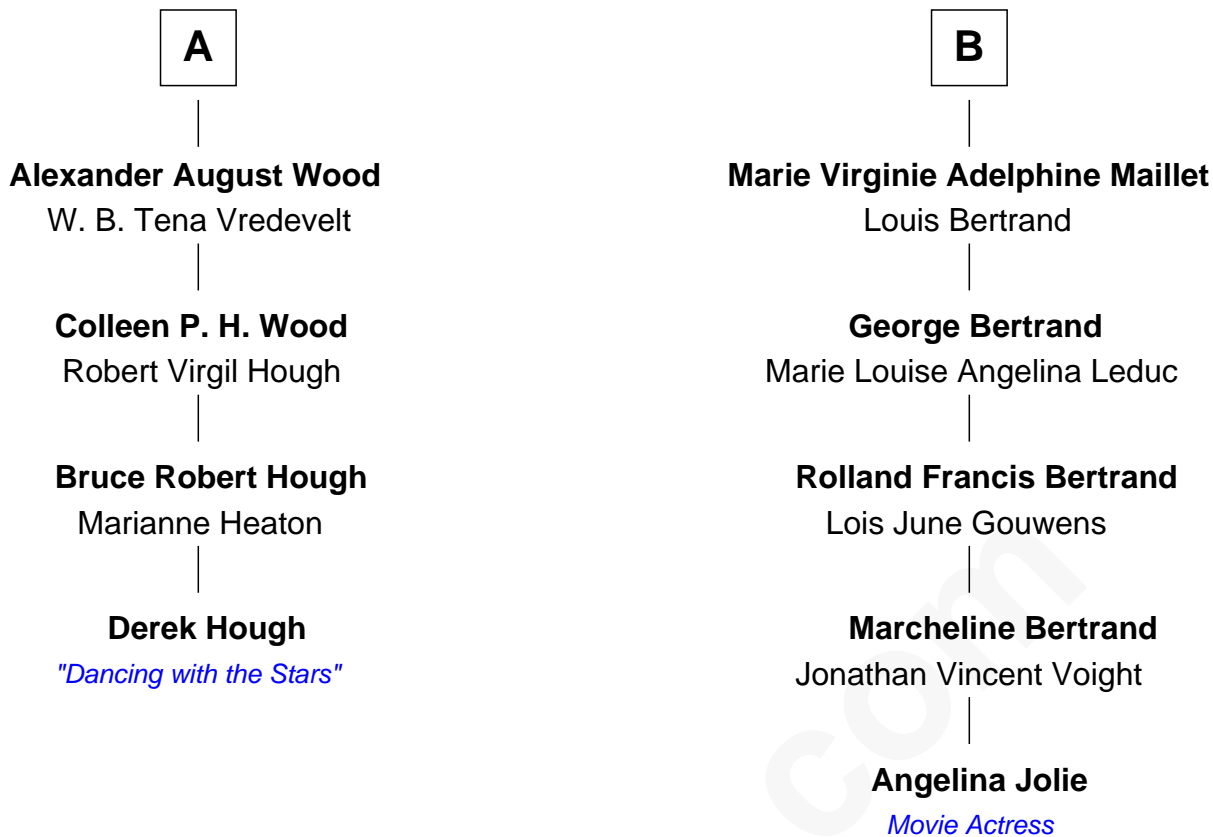 A
Alexander August Wood
W. B. Tena Vredevelt
Colleen P. H. Wood
Robert Virgil Hough
Bruce Robert Hough
Marianne Heaton
Derek Hough
"Dancing with the Stars"
B
Marie Virginie Adelphine Maillet
Louis Bertrand
George Bertrand
Marie Louise Angelina Leduc
Rolland Francis Bertrand
Lois June Gouwens
Marcheline Bertrand
Jonathan Vincent Voight
Angelina Jolie
Movie Actress
com